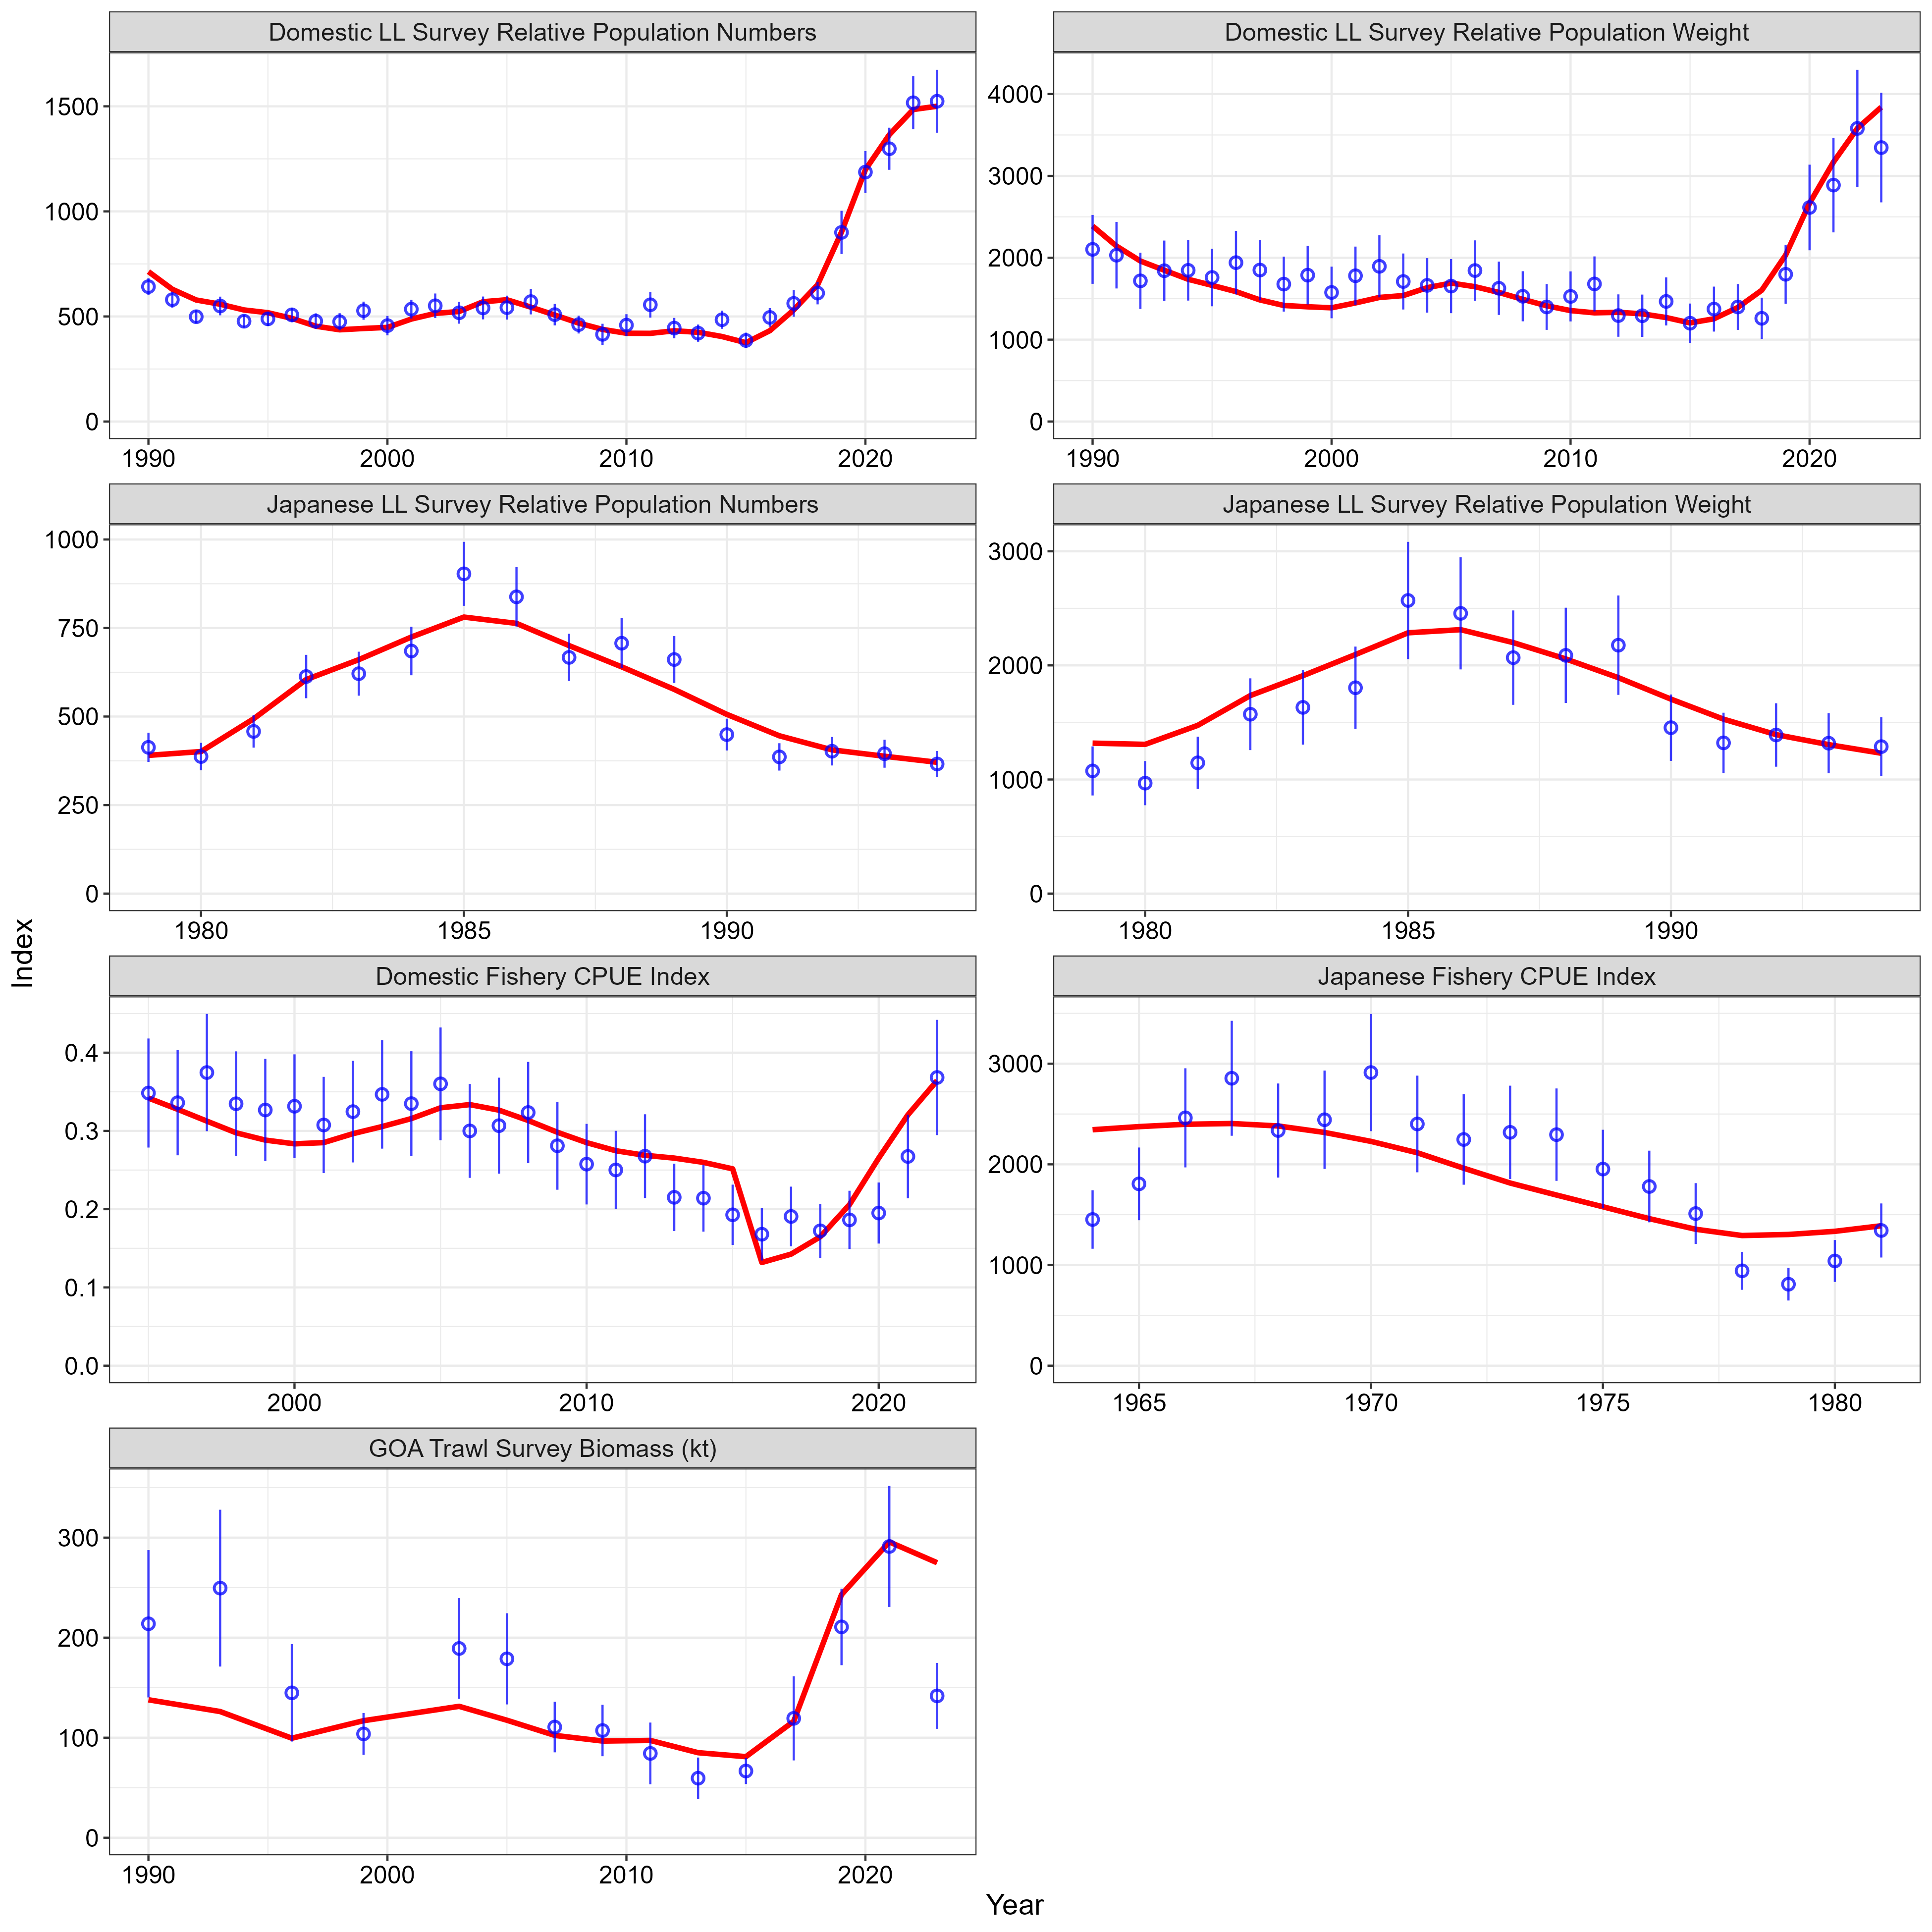 Domestic LL Survey Relative Population Numbers
Domestic LL Survey Relative Population Weight
1500
1000
500
0
4000
3000
2000
1000
0
1990 2000 2010 2020
1990 2000 2010 2020
Japanese LL Survey Relative Population Numbers
Japanese LL Survey Relative Population Weight
1000
750
500
250
0
3000
2000
1000
0
1980 1985 1990
1980 1985 1990
Index
Domestic Fishery CPUE Index
Japanese Fishery CPUE Index
0.4
0.3
0.2
0.1
0.0
3000
2000
1000
0
2000 2010 2020
1965 1970 1975 1980
GOA Trawl Survey Biomass (kt)
300
200
100
0
1990 2000 2010 2020
Year